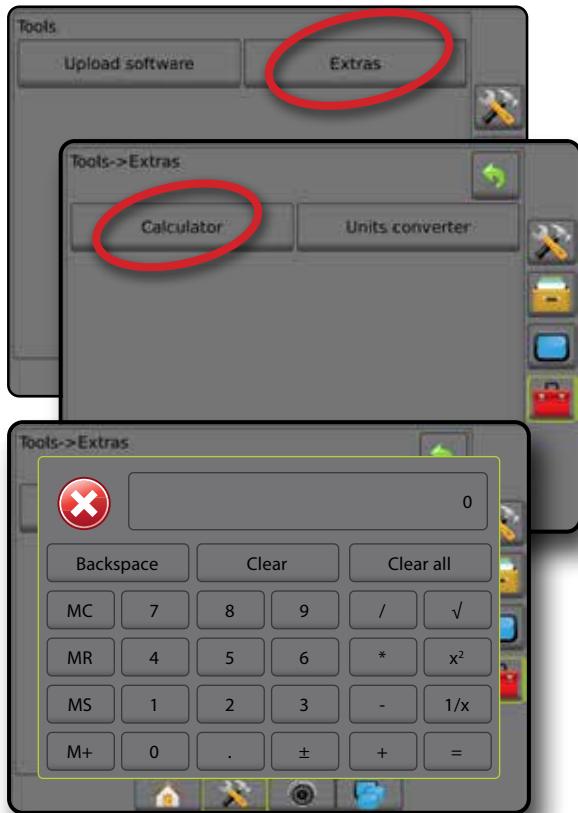 Tools
Upload software Extras
Tools->Extras
Calculator Units converter
Tools->Extras
0
Backspace Clear Clear all
MC 7 8 9 / √
MR 4 5 6 * x²
MS 1 2 3 - 1/x
M+ 0 . ± + =